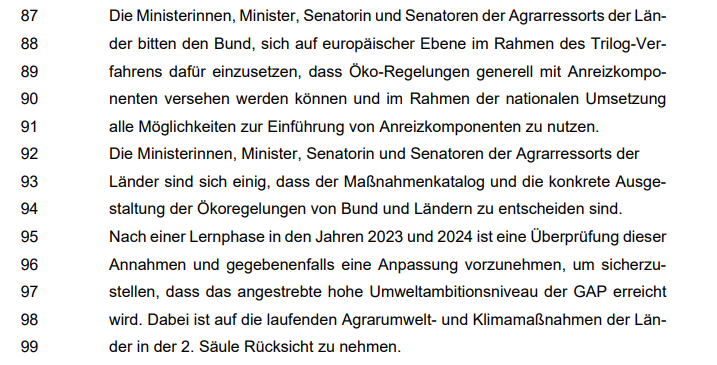 87 Die Ministerinnen, Minister, Senatorin und Senatoren der Agrarressorts der Län-
88 der bitten den Bund, sich auf europäischer Ebene im Rahmen des Trilog-Ver-
89 fahrens dafür einzusetzen, dass Öko-Regelungen generell mit Anreizkompo-
90 nenten versehen werden können und im Rahmen der nationalen Umsetzung
91 alle Möglichkeiten zur Einführung von Anreizkomponenten zu nutzen.
92 Die Ministerinnen, Minister, Senatorin und Senatoren der Agrarressorts der
93 Länder sind sich einig, dass der Maßnahmenkatalog und die konkrete Ausge-
94 staltung der Ökoregelungen von Bund und Ländern zu entscheiden sind.
95 Nach einer Lernphase in den Jahren 2023 und 2024 ist eine Überprüfung dieser
96 Annahmen und gegebenenfalls eine Anpassung vorzunehmen, um sicherzu-
97 stellen, dass das angestrebte hohe Umweltambitionsniveau der GAP erreicht
98 wird. Dabei ist auf die laufenden Agrarumwelt- und Klimamaßnahmen der Län-
99 der in der 2. Säule Rücksicht zu nehmen.